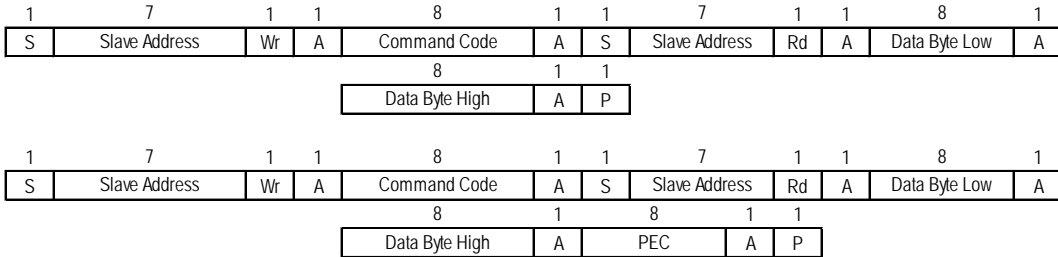 1 7 1 1 8 1 1 7 1 1 8 1
S Slave Address Wr A Command Code A S Slave Address Rd A Data Byte Low A
8 1 1
Data Byte High A P
1 7 1 1 8 1 1 7 1 1 8 1
S Slave Address Wr A Command Code A S Slave Address Rd A Data Byte Low A
8 1 8 1 1
Data Byte High A PEC A P